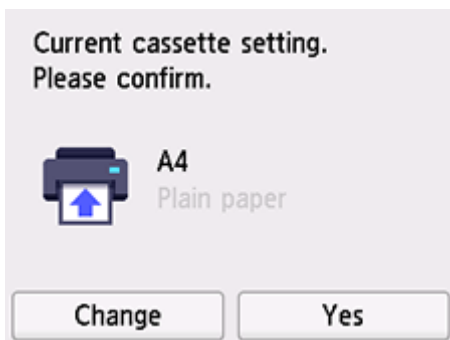 Current cassette setting.
Please confirm.
A4
Plain paper
Change
Yes